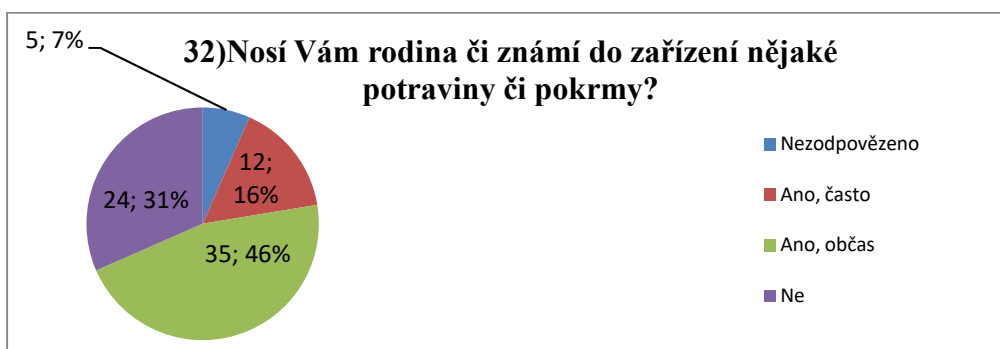 5; 7%
32)Nosí Vám rodina či známí do zařízení nějaké
potraviny či pokrmy?
12;
16%
24; 31%
35; 46%
Nezodpovězeno
Ano, často
Ano, občas
Ne